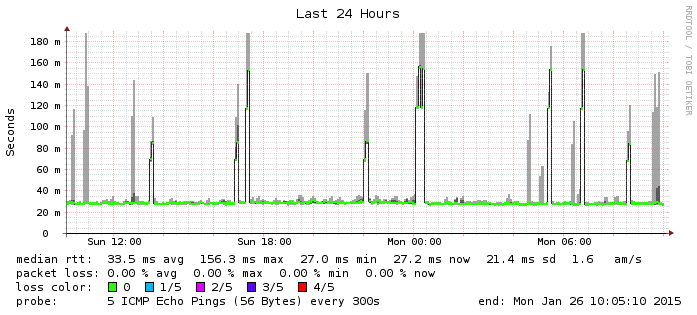 Last 24 Hours
RRDTOOL / TOBI OETIKER
Seconds
180 m
160 m
140 m
120 m
100 m
80 m
60 m
40 m
20 m
0
Sun 12:00 Sun 18:00 Mon 00:00 Mon 06:00
median rtt: 33.5 ms avg 156.3 ms max 27.0 ms min 27.2 ms now 21.4 ms sd 1.6 am/s
packet loss: 0.00 % avg 0.00 % max 0.00 % min 0.00 % now
loss color: 0 1/5 2/5 3/5 4/5
probe: 5 ICMP Echo Pings (56 Bytes) every 300s end: Mon Jan 26 10:05:10 2015